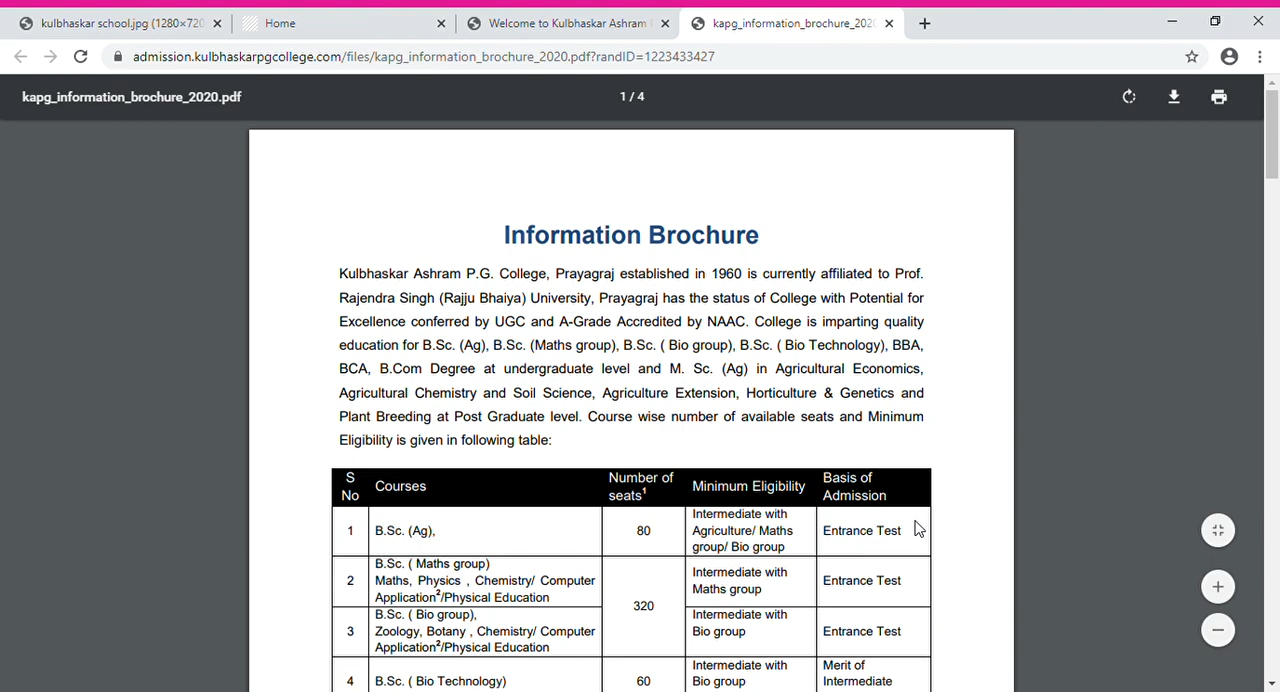 kulbhaskar school.jpg (1280×720
Home
Welcome to Kulbhaskar Ashram
kapg_information_brochure_202
admission.kulbhaskarpgcollege.com/files/kapg_information_brochure_2020.pdf?randID=1223433427
kapg_information_brochure_2020.pdf
1 / 4
Information Brochure
Kulbhaskar Ashram P.G. College, Prayagraj established in 1960 is currently affiliated to Prof.
Rajendra Singh (Rajju Bhaiya) University, Prayagraj has the status of College with Potential for
Excellence conferred by UGC and A-Grade Accredited by NAAC. College is imparting quality
education for B.Sc. (Ag), B.Sc. (Maths group), B.Sc. ( Bio group), B.Sc. ( Bio Technology), BBA,
BCA, B.Com Degree at undergraduate level and M. Sc. (Ag) in Agricultural Economics,
Agricultural Chemistry and Soil Science, Agriculture Extension, Horticulture & Genetics and
Plant Breeding at Post Graduate level. Course wise number of available seats and Minimum
Eligibility is given in following table:
S No Courses Number of seats¹ Minimum Eligibility Basis of Admission
1 B.Sc. (Ag), 80 Intermediate with Agriculture/ Maths group/ Bio group Entrance Test
2 B.Sc. ( Maths group) Maths, Physics , Chemistry/ Computer Application²/Physical Education 320 Intermediate with Maths group Entrance Test
3 B.Sc. ( Bio group), Zoology, Botany , Chemistry/ Computer Application²/Physical Education Intermediate with Bio group Entrance Test
4 B.Sc. ( Bio Technology) 60 Intermediate with Bio group Merit of Intermediate